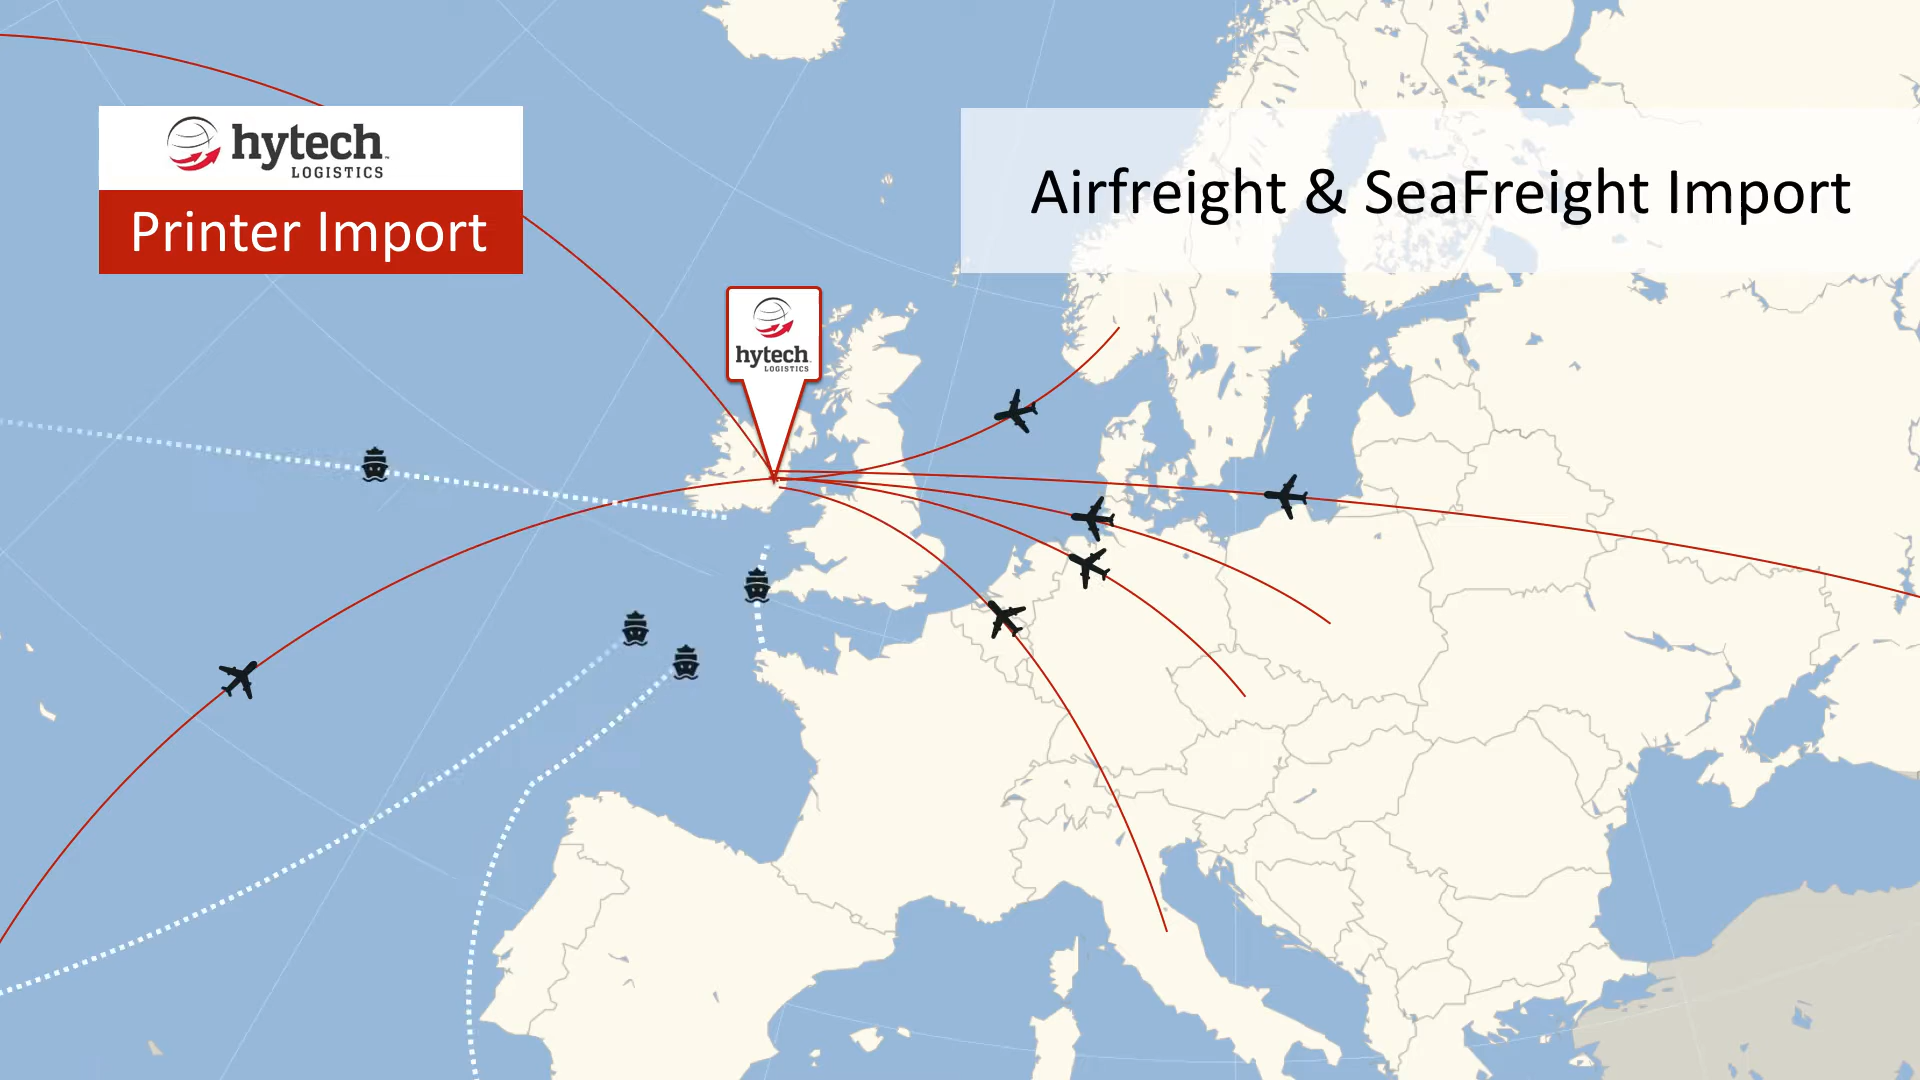 hytech
LOGISTICS
Printer Import
Airfreight & SeaFreight Import
hytech
LOGISTICS